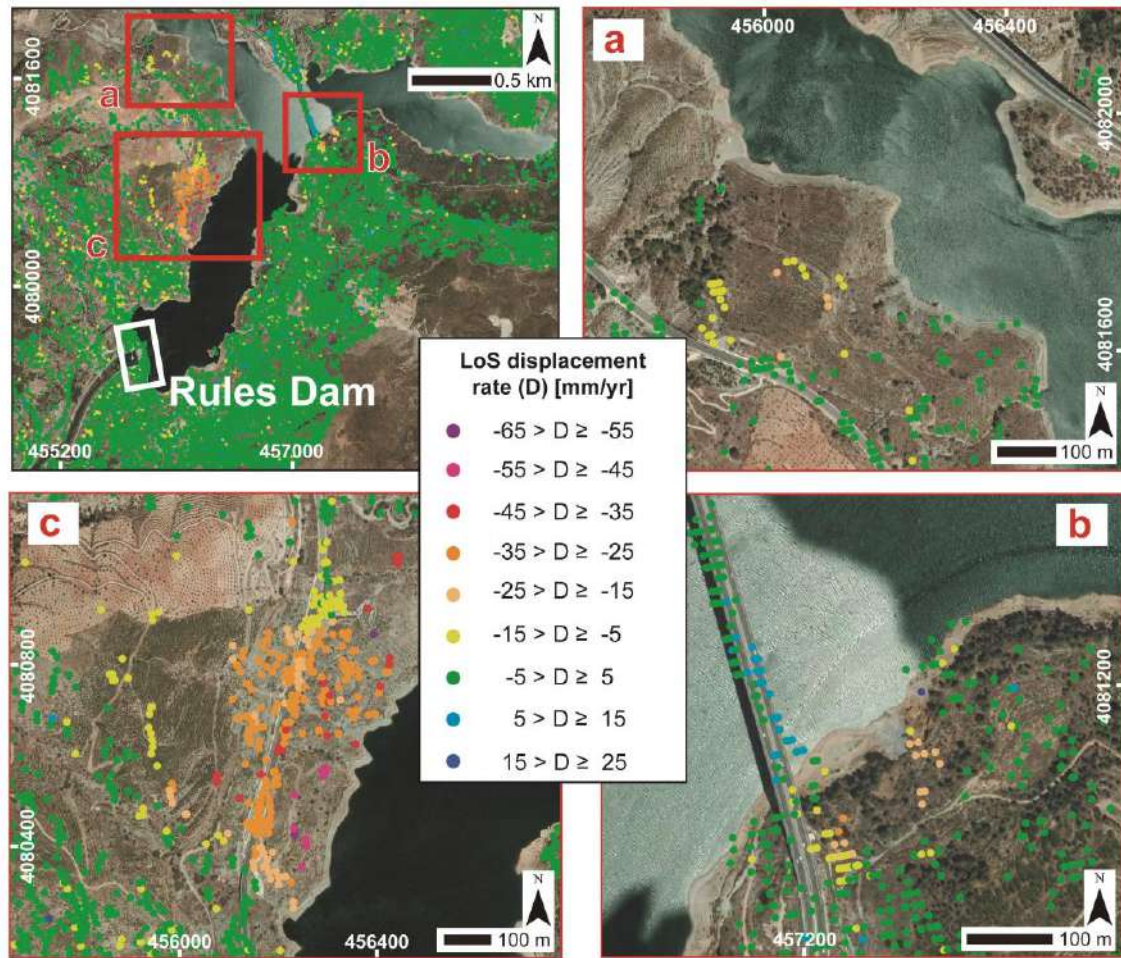 N
0.5 km
4081600
a
b
c
4080000
Rules Dam
455200
457000
a
456000
456400
4082000
4081600
N
100 m
LoS displacement
rate (D) [mm/yr]
-65 > D ≥ -55
-55 > D ≥ -45
-45 > D ≥ -35
-35 > D ≥ -25
-25 > D ≥ -15
-15 > D ≥ -5
-5 > D ≥ 5
5 > D ≥ 15
15 > D ≥ 25
c
4080800
4080400
456000
456400
N
100 m
b
4081200
457200
N
100 m